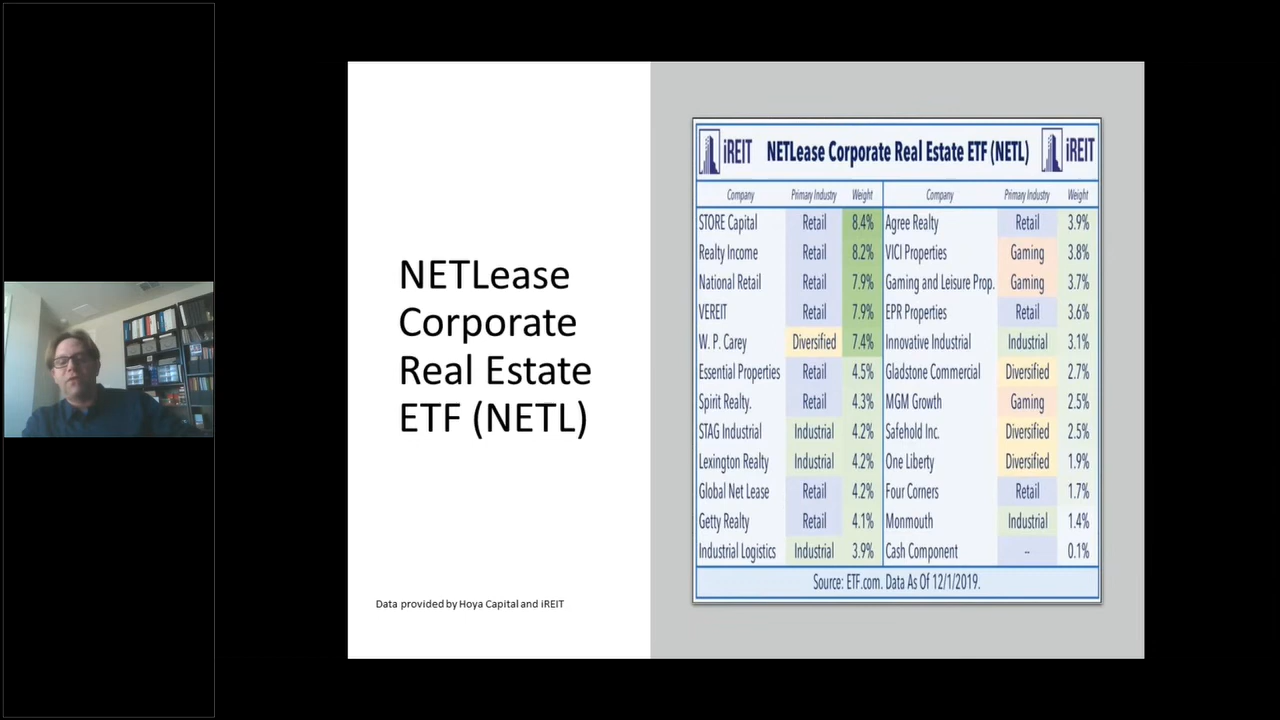 NETLease
Corporate
Real Estate
ETF (NETL)
Data provided by Hoya Capital and iREIT
iREIT NETLease Corporate Real Estate ETF (NETL) iREIT
Company Primary Industry Weight Company Primary Industry Weight
STORE Capital Retail 8.4% Agree Realty Retail 3.9%
Realty Income Retail 8.2% VICI Properties Gaming 3.8%
National Retail Retail 7.9% Gaming and Leisure Prop. Gaming 3.7%
VEREIT Retail 7.9% EPR Properties Retail 3.6%
W. P. Carey Diversified 7.4% Innovative Industrial Industrial 3.1%
Essential Properties Retail 4.5% Gladstone Commercial Diversified 2.7%
Spirit Realty. Retail 4.3% MGM Growth Gaming 2.5%
STAG Industrial Industrial 4.2% Safehold Inc. Diversified 2.5%
Lexington Realty Industrial 4.2% One Liberty Diversified 1.9%
Global Net Lease Retail 4.2% Four Corners Retail 1.7%
Getty Realty Retail 4.1% Monmouth Industrial 1.4%
Industrial Logistics Industrial 3.9% Cash Component -- 0.1%
Source: ETF.com. Data As Of 12/1/2019.